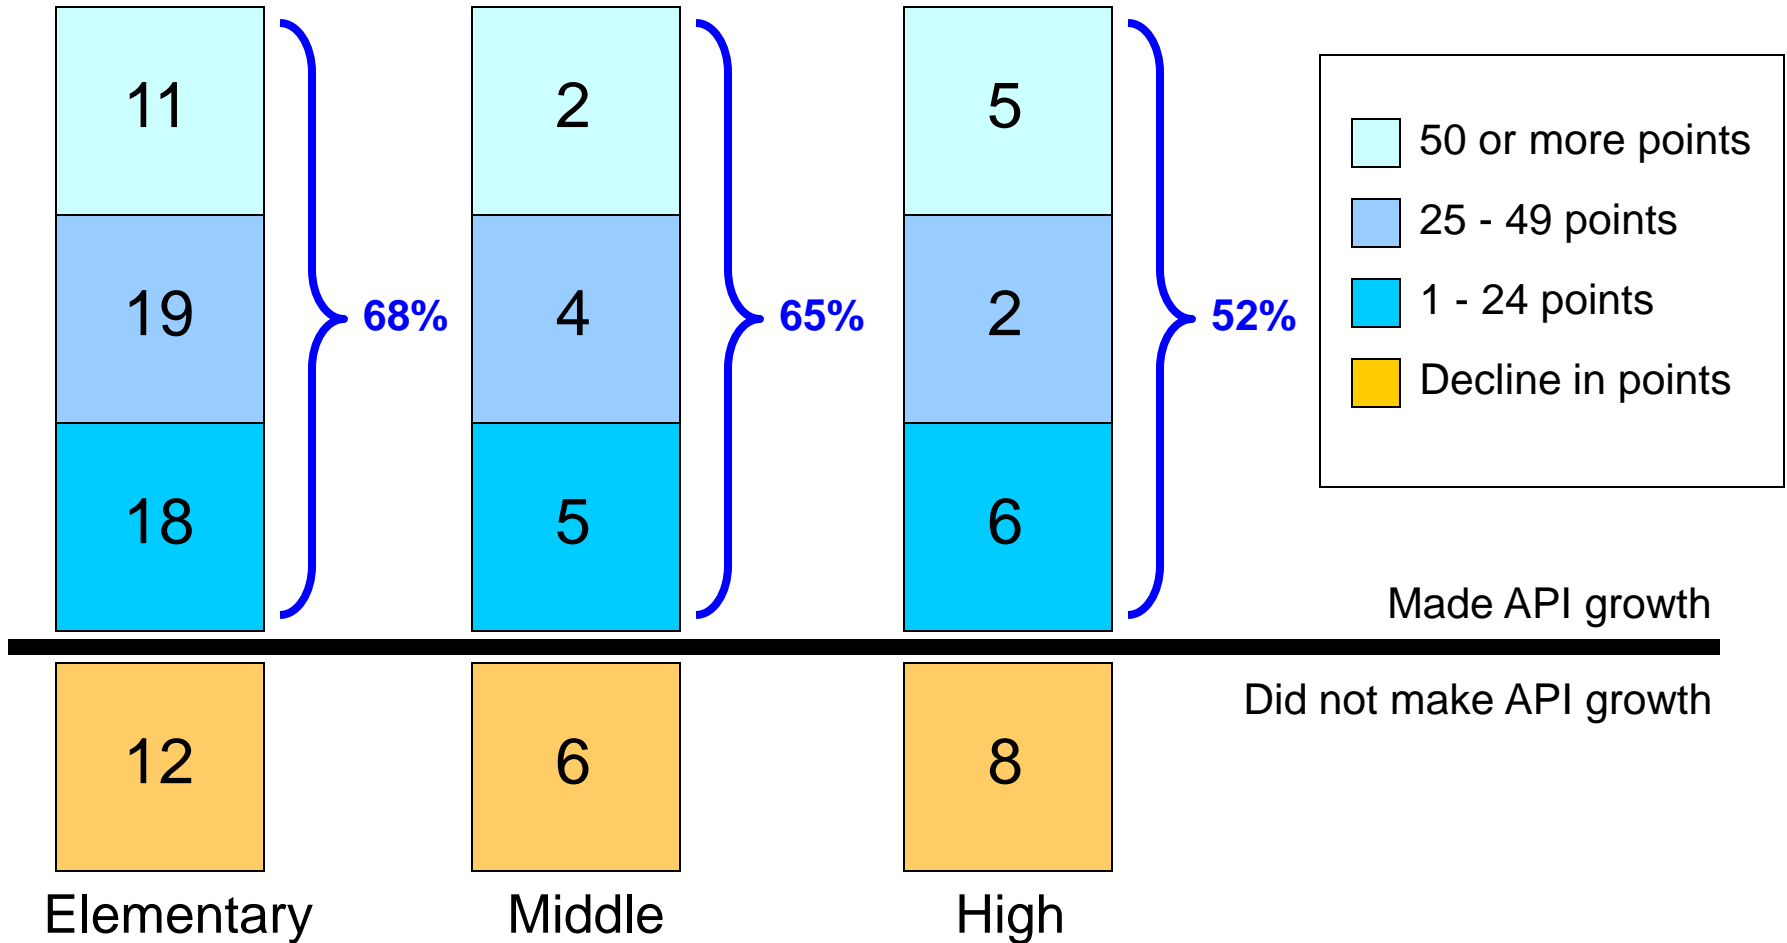 11
2
5
50 or more points
25 - 49 points
19
68%
4
65%
2
52%
1 - 24 points
Decline in points
18
5
6
Made API growth
Did not make API growth
12
6
8
Elementary
Middle
High